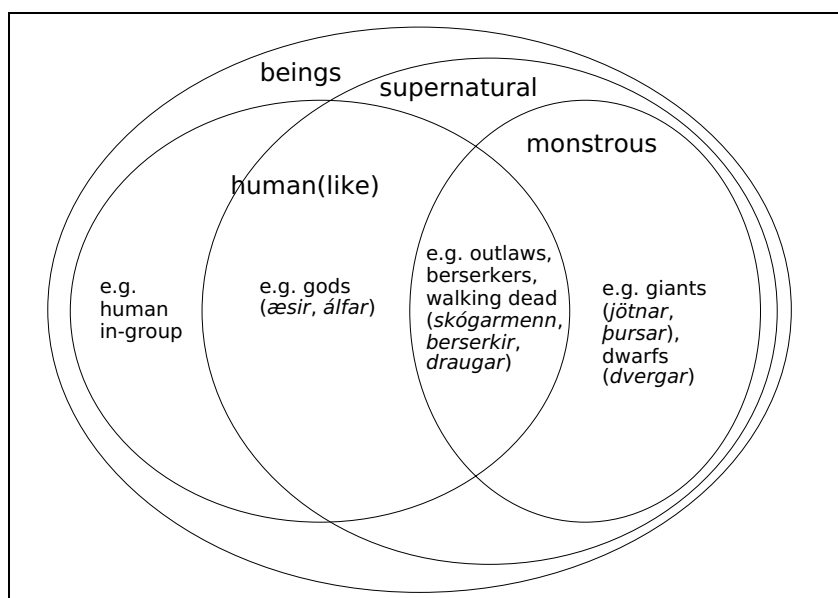 beings
supernatural
monstrous
human(like)
e.g.
human
in-group
e.g. gods
(æsir, álfar)
e.g. outlaws,
berserkers,
walking dead
(skógarmenn,
berserkir,
draugar)
e.g. giants
(jötnar,
þursar),
dwarfs
(dvergar)